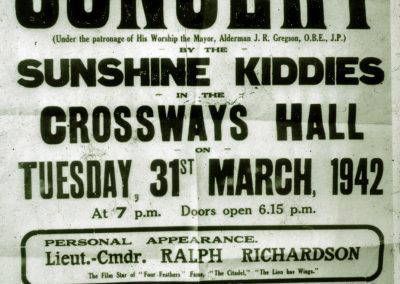 CONCERT
(Under the patronage of His Worship the Mayor, Alderman J. R. Gregson, O.B.E., J.P.)
BY THE
SUNSHINE KIDDIES
- IN THE -
CROSSWAYS HALL
- ON -
TUESDAY, 31ST MARCH, 1942
At 7 p.m. Doors open 6.15 p.m.
PERSONAL APPEARANCE.
Lieut.-Cmdr. RALPH RICHARDSON
The Film Star of "Four Feathers" Fame, "The Citadel," "The Lion has Wings."